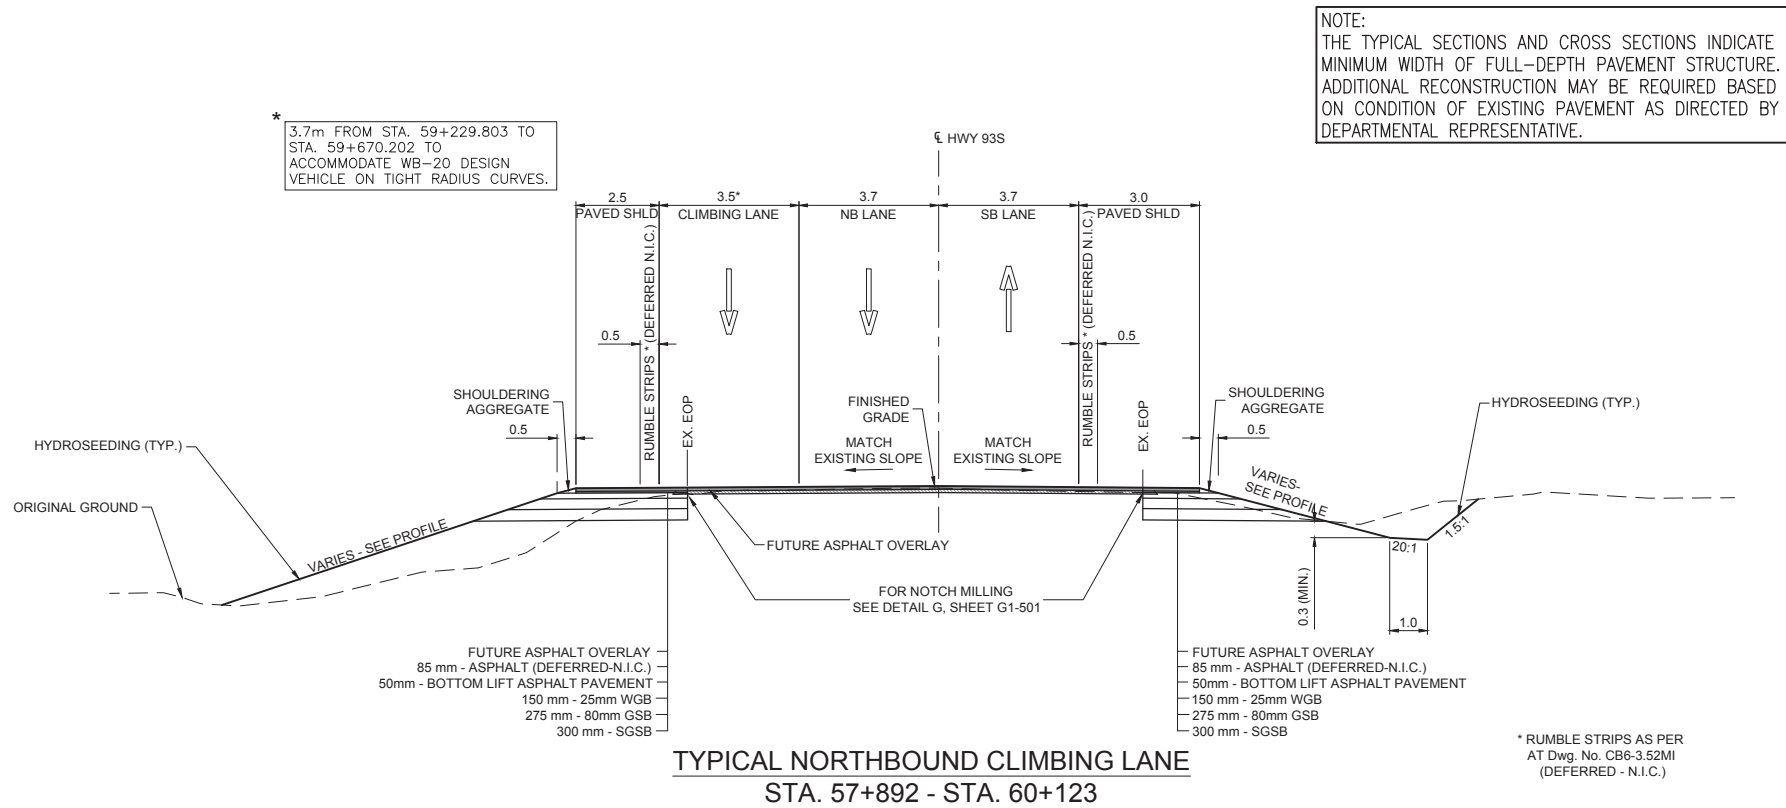 NOTE:
THE TYPICAL SECTIONS AND CROSS SECTIONS INDICATE
MINIMUM WIDTH OF FULL-DEPTH PAVEMENT STRUCTURE.
ADDITIONAL RECONSTRUCTION MAY BE REQUIRED BASED
ON CONDITION OF EXISTING PAVEMENT AS DIRECTED BY
DEPARTMENTAL REPRESENTATIVE.
*
3.7m FROM STA. 59+229.803 TO
STA. 59+670.202 TO
ACCOMMODATE WB-20 DESIGN
VEHICLE ON TIGHT RADIUS CURVES.
℄ HWY 93S
2.5
PAVED SHLD
3.5*
CLIMBING LANE
3.7
NB LANE
3.7
SB LANE
3.0
PAVED SHLD
RUMBLE STRIPS * (DEFERRED N.I.C.)
RUMBLE STRIPS * (DEFERRED N.I.C.)
0.5
0.5
SHOULDERING
AGGREGATE
0.5
EX. EOP
FINISHED
GRADE
MATCH
EXISTING SLOPE
MATCH
EXISTING SLOPE
EX. EOP
SHOULDERING
AGGREGATE
0.5
HYDROSEEDING (TYP.)
HYDROSEEDING (TYP.)
ORIGINAL GROUND
VARIES - SEE PROFILE
VARIES-
SEE PROFILE
FUTURE ASPHALT OVERLAY
20:1
1.5:1
0.3 (MIN.)
1.0
FOR NOTCH MILLING
SEE DETAIL G, SHEET G1-501
FUTURE ASPHALT OVERLAY
85 mm - ASPHALT (DEFERRED-N.I.C.)
50mm - BOTTOM LIFT ASPHALT PAVEMENT
150 mm - 25mm WGB
275 mm - 80mm GSB
300 mm - SGSB
FUTURE ASPHALT OVERLAY
85 mm - ASPHALT (DEFERRED-N.I.C.)
50mm - BOTTOM LIFT ASPHALT PAVEMENT
150 mm - 25mm WGB
275 mm - 80mm GSB
300 mm - SGSB
TYPICAL NORTHBOUND CLIMBING LANE
STA. 57+892 - STA. 60+123
* RUMBLE STRIPS AS PER
AT Dwg. No. CB6-3.52MI
(DEFERRED - N.I.C.)